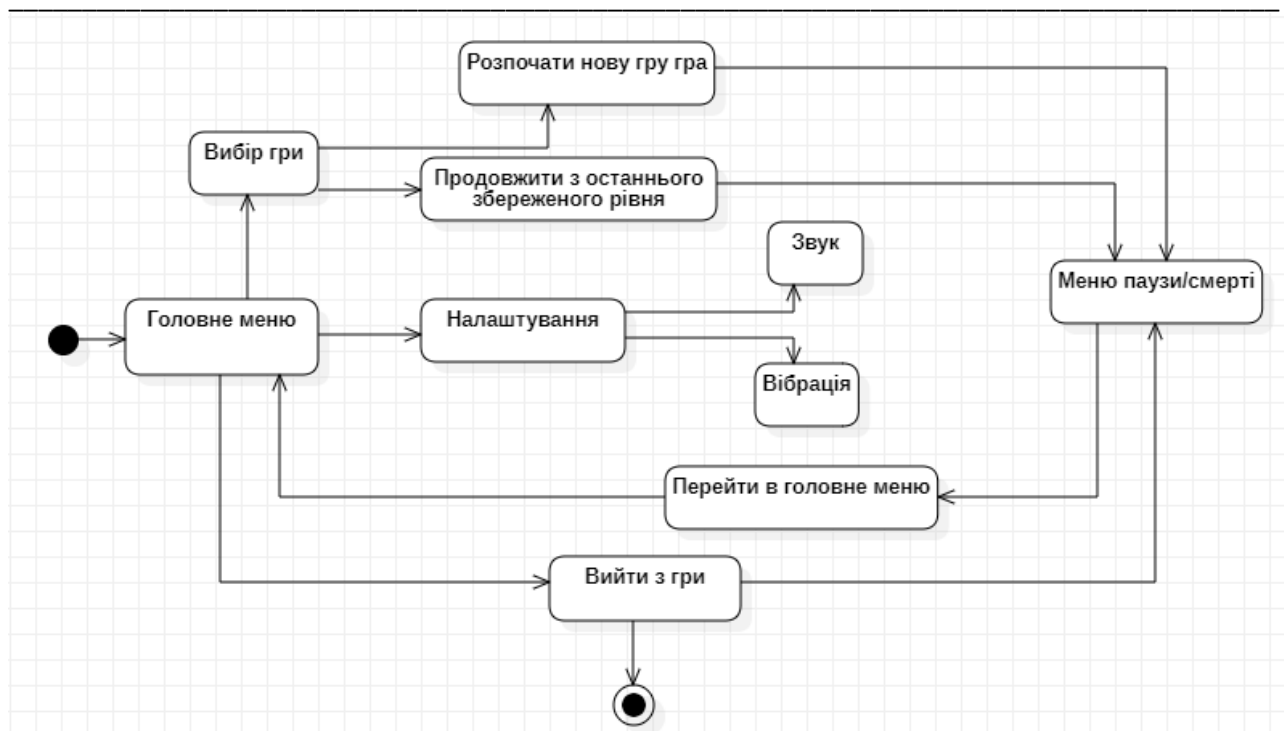 Розпочати нову гру гра
Вибір гри
Продовжити з останнього
збереженого рівня
Звук
Меню паузи/смерті
Головне меню
Налаштування
Вібрація
Перейти в головне меню
Вийти з гри